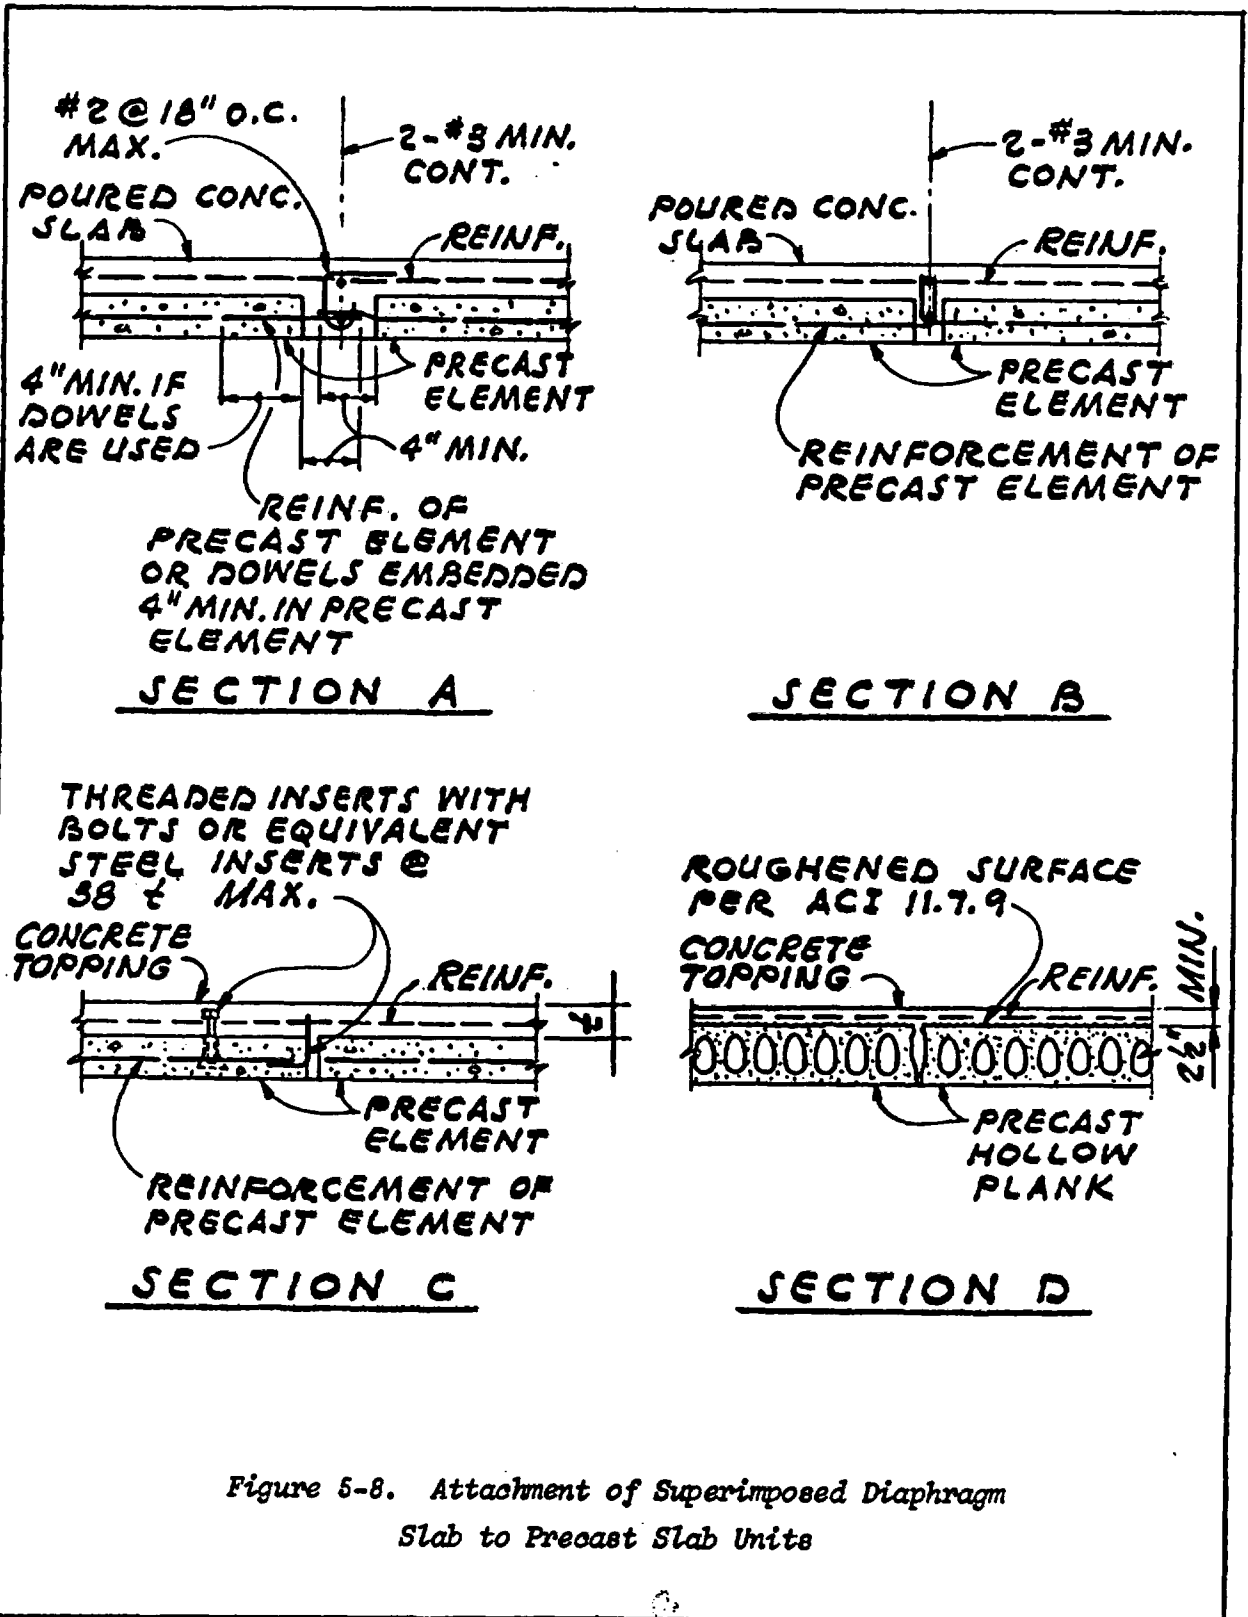 #2 @ 18" O.C.
MAX.
2-#3 MIN.
CONT.
POURED CONC.
SLAB
REINF.
PRECAST
ELEMENT
4" MIN. IF
DOWELS
ARE USED
4" MIN.
REINF. OF
PRECAST ELEMENT
OR DOWELS EMBEDDED
4" MIN. IN PRECAST
ELEMENT
SECTION A
2-#3 MIN.
CONT.
POURED CONC.
SLAB
REINF.
PRECAST
ELEMENT
REINFORCEMENT OF
PRECAST ELEMENT
SECTION B
THREADED INSERTS WITH
BOLTS OR EQUIVALENT
STEEL INSERTS @
38 t MAX.
CONCRETE
TOPPING
REINF.
t
PRECAST
ELEMENT
REINFORCEMENT OF
PRECAST ELEMENT
SECTION C
ROUGHENED SURFACE
PER ACI 11.7.9
CONCRETE
TOPPING
REINF.
2½" MIN.
PRECAST
HOLLOW
PLANK
SECTION D
Figure 5-8. Attachment of Superimposed Diaphragm
Slab to Precast Slab Units